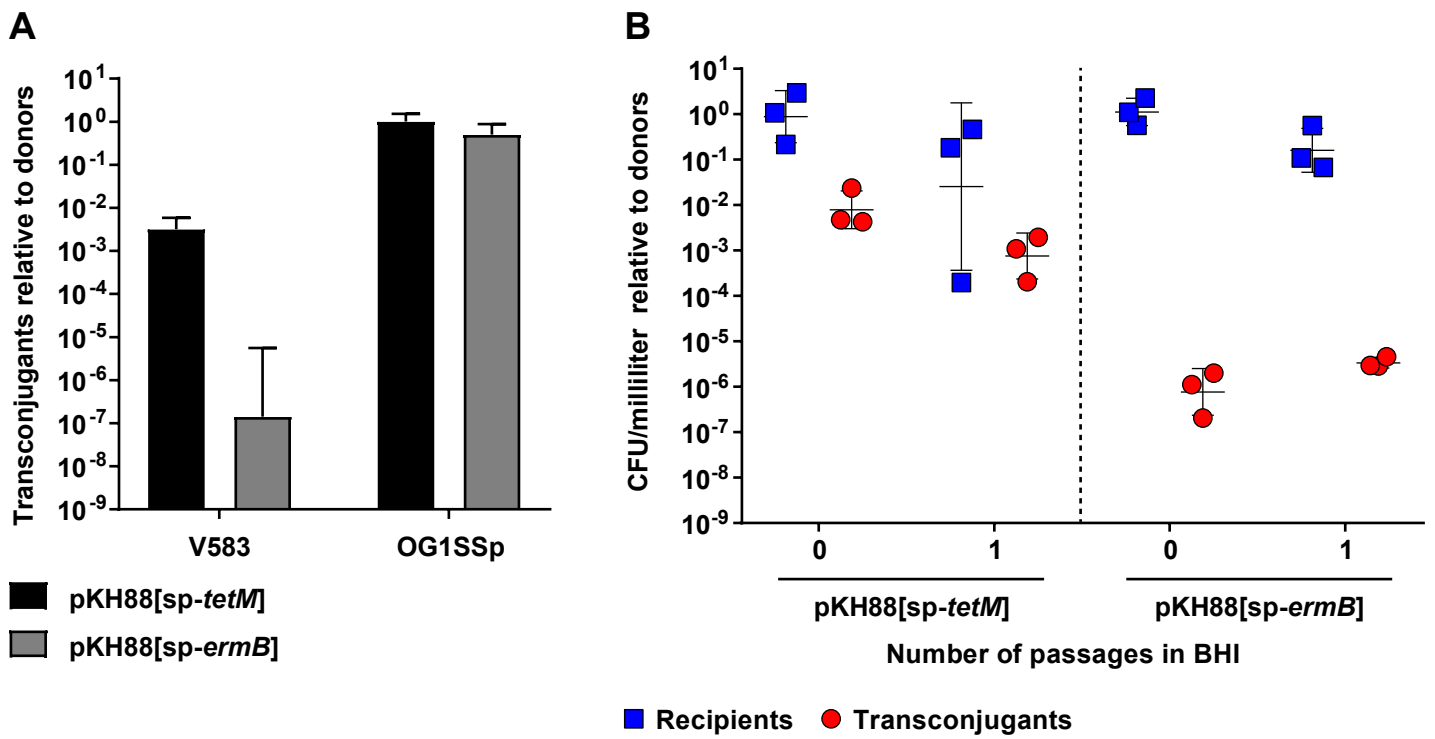 A
Transconjugants relative to donors
10^1
10^0
10^-1
10^-2
10^-3
10^-4
10^-5
10^-6
10^-7
10^-8
10^-9
V583 OG1SSp
pKH88[sp-tetM]
pKH88[sp-ermB]
B
CFU/milliliter relative to donors
10^1
10^0
10^-1
10^-2
10^-3
10^-4
10^-5
10^-6
10^-7
10^-8
10^-9
0 1 0 1
pKH88[sp-tetM] pKH88[sp-ermB]
Number of passages in BHI
Recipients Transconjugants